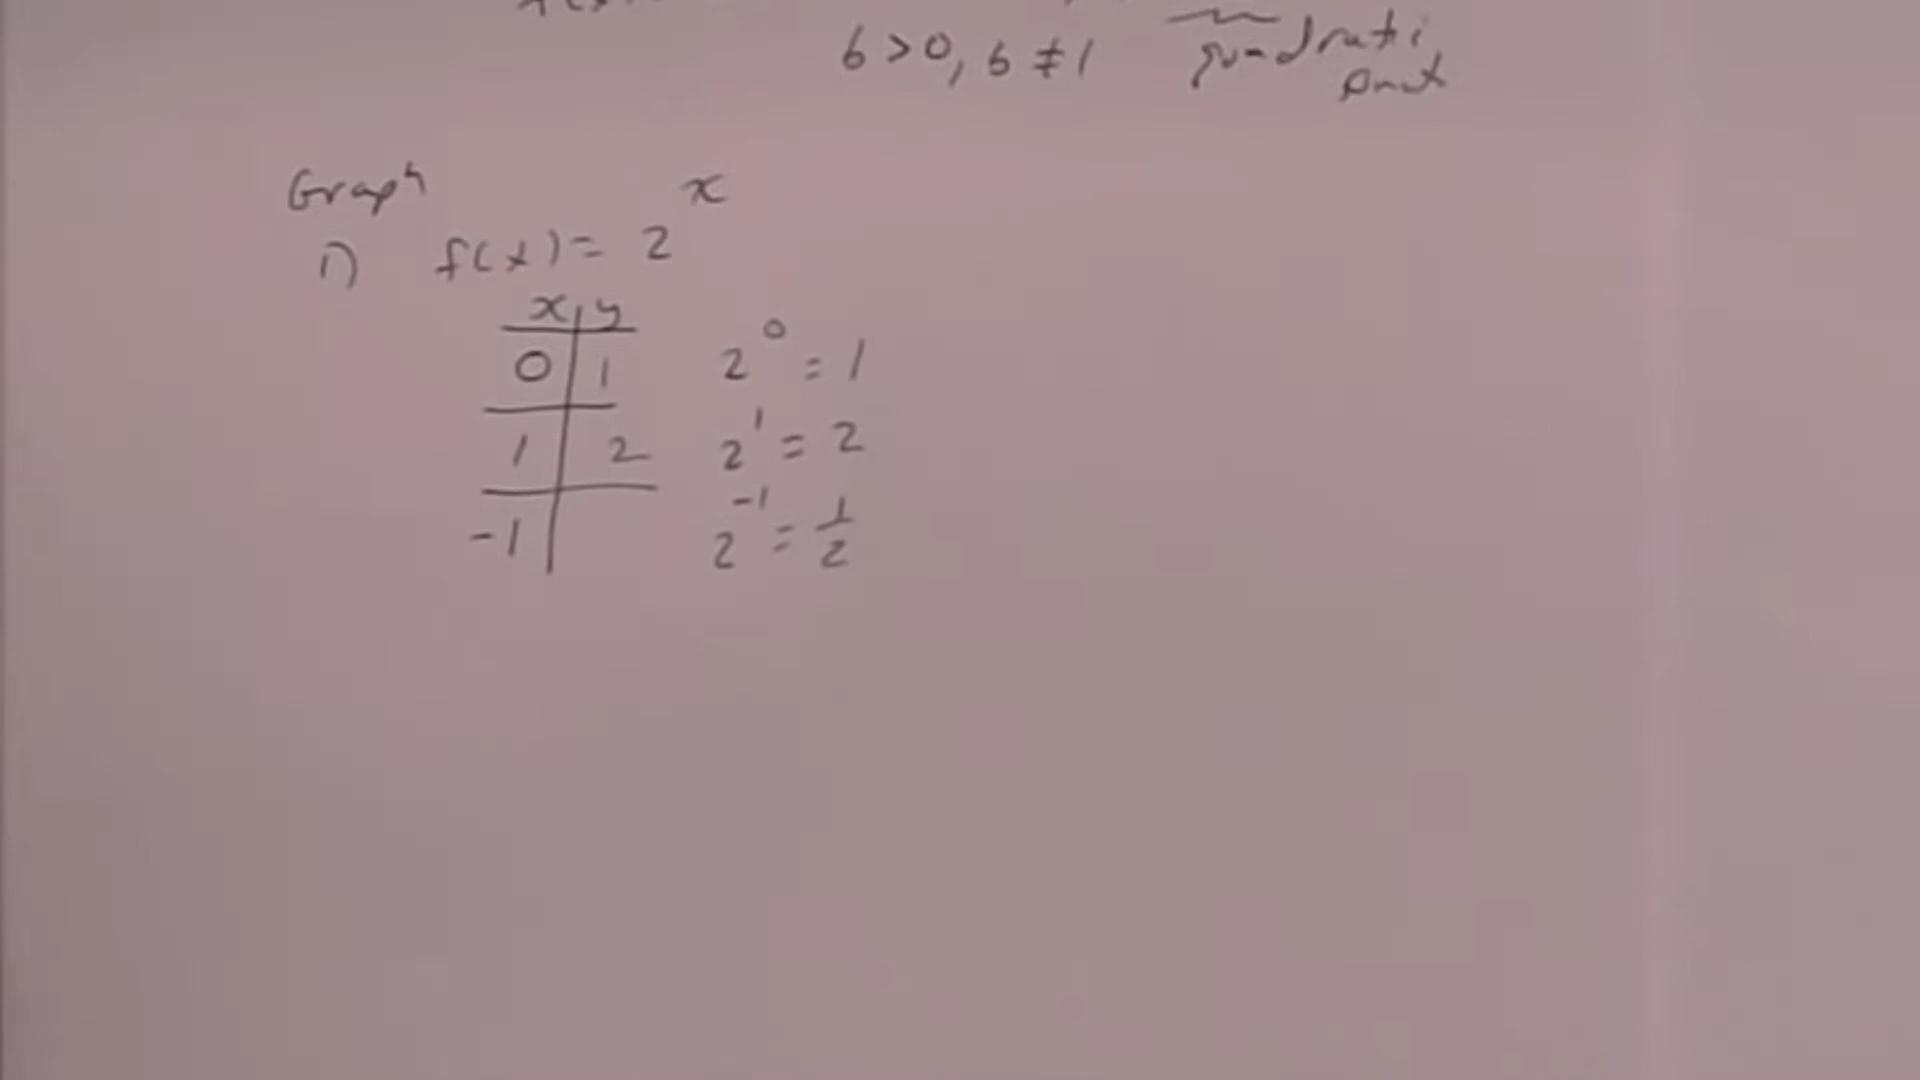 b > 0, b ≠ 1
Graph
1) f(x) = 2^x
x | y
0 | 1 2^0 = 1
1 | 2 2^1 = 2
-1 | 2^-1 = 1/2